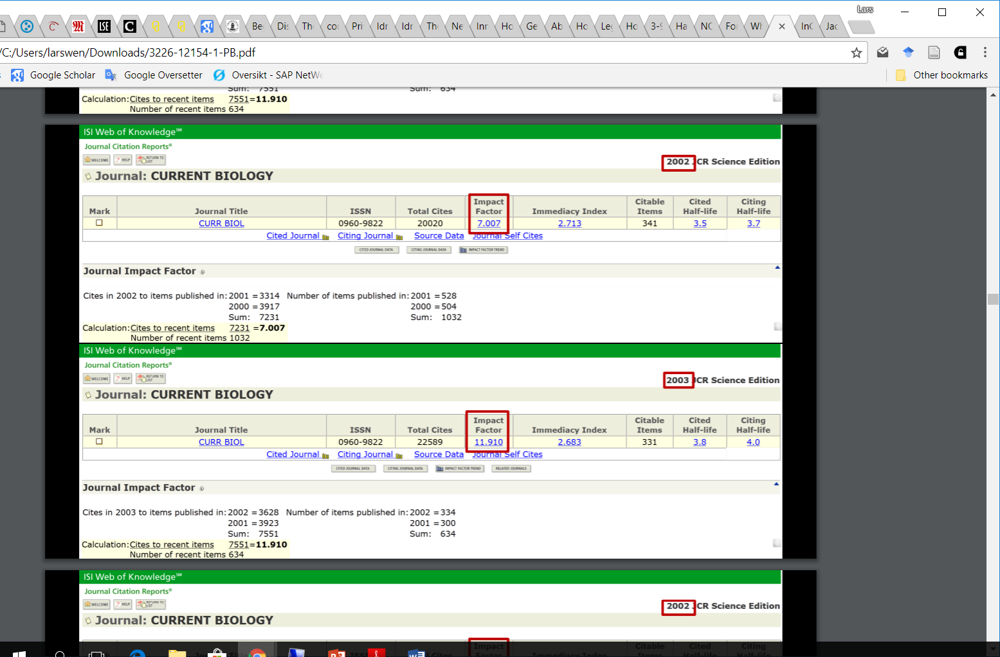 Lars
LSE
C
Be Dis Th coi Pri Idr Idr Th Ne Inr Ho Ge Ab Ho Leg Ho 3-9 Ha NC Foi Wh InC Jac
/C:/Users/larswen/Downloads/3226-12154-1-PB.pdf
Google Scholar Google Oversetter Oversikt - SAP NetWe Other bookmarks
Sum: 7551 Sum: 634
Calculation: Cites to recent items 7551=11.910
Number of recent items 634
ISI Web of Knowledge℠
Journal Citation Reports®
WELCOME ? HELP RETURN TO LIST
2002 JCR Science Edition
Journal: CURRENT BIOLOGY
Mark Journal Title ISSN Total Cites Impact Factor Immediacy Index Citable Items Cited Half-life Citing Half-life
CURR BIOL 0960-9822 20020 7.007 2.713 341 3.5 3.7
Cited Journal Citing Journal Source Data Journal Self Cites
CITED JOURNAL DATA CITING JOURNAL DATA IMPACT FACTOR TREND
Journal Impact Factor
Cites in 2002 to items published in: 2001 =3314 Number of items published in: 2001 =528
2000 =3917 2000 =504
Sum: 7231 Sum: 1032
Calculation: Cites to recent items 7231 =7.007
Number of recent items 1032
ISI Web of Knowledge℠
Journal Citation Reports®
WELCOME ? HELP RETURN TO LIST
2003 JCR Science Edition
Journal: CURRENT BIOLOGY
Mark Journal Title ISSN Total Cites Impact Factor Immediacy Index Citable Items Cited Half-life Citing Half-life
CURR BIOL 0960-9822 22589 11.910 2.683 331 3.8 4.0
Cited Journal Citing Journal Source Data Journal Self Cites
CITED JOURNAL DATA CITING JOURNAL DATA IMPACT FACTOR TREND RELATED JOURNALS
Journal Impact Factor
Cites in 2003 to items published in: 2002 =3628 Number of items published in: 2002 =334
2001 =3923 2001 =300
Sum: 7551 Sum: 634
Calculation: Cites to recent items 7551=11.910
Number of recent items 634
ISI Web of Knowledge℠
Journal Citation Reports®
WELCOME ? HELP RETURN TO LIST
2002 JCR Science Edition
Journal: CURRENT BIOLOGY
Impact Citable Cited Citing